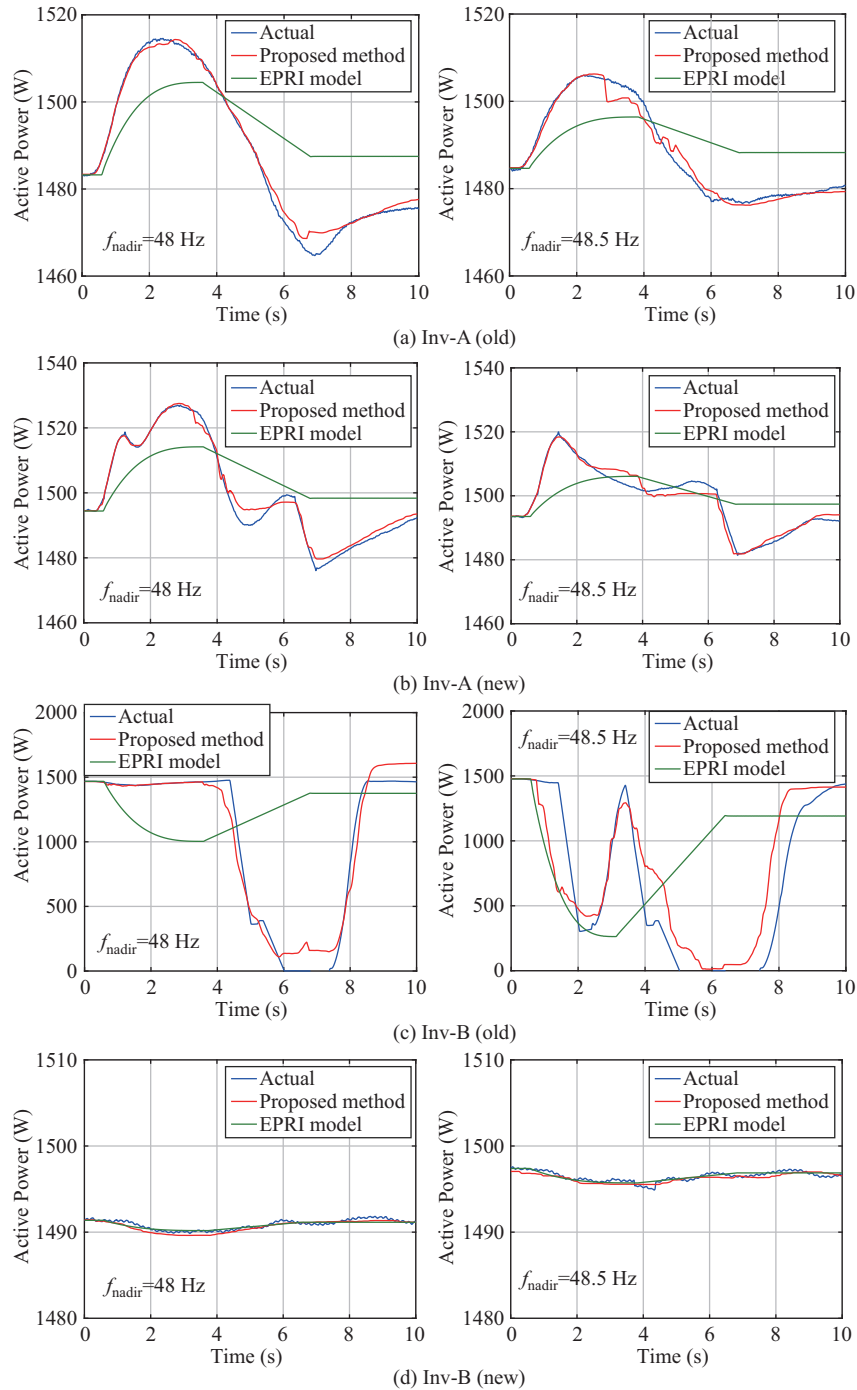 1520
1500
1480
1460
Active Power (W)
Actual
Proposed method
EPRI model
fnadir=48 Hz
0 2 4 6 8 10
Time (s)
1520
1500
1480
1460
Active Power (W)
Actual
Proposed method
EPRI model
fnadir=48.5 Hz
0 2 4 6 8 10
Time (s)
(a) Inv-A (old)
1540
1520
1500
1480
1460
Active Power (W)
Actual
Proposed method
EPRI model
fnadir=48 Hz
0 2 4 6 8 10
Time (s)
1540
1520
1500
1480
1460
Active Power (W)
Actual
Proposed method
EPRI model
fnadir=48.5 Hz
0 2 4 6 8 10
Time (s)
(b) Inv-A (new)
2000
1500
1000
500
0
Active Power (W)
Actual
Proposed method
EPRI model
fnadir=48 Hz
0 2 4 6 8 10
Time (s)
2000
1500
1000
500
0
Active Power (W)
fnadir=48.5 Hz
Actual
Proposed method
EPRI model
0 2 4 6 8 10
Time (s)
(c) Inv-B (old)
1510
1500
1490
1480
Active Power (W)
Actual
Proposed method
EPRI model
fnadir=48 Hz
0 2 4 6 8 10
Time (s)
1510
1500
1490
1480
Active Power (W)
Actual
Proposed method
EPRI model
fnadir=48.5 Hz
0 2 4 6 8 10
Time (s)
(d) Inv-B (new)